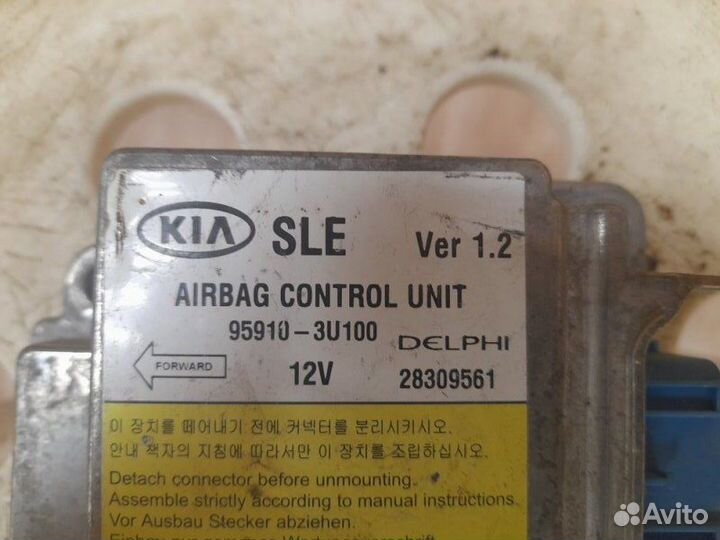 KIA SLE Ver 1.2
AIRBAG CONTROL UNIT
95910-3U100 DELPHI
FORWARD 12V 28309561
이 장치를 떼어내기 전에 커넥터를 분리시키시오.
안내 책자의 지침에 따라서만 이 장치를 조립하십시오.
Detach connector before unmounting.
Assemble strictly according to manual instructions.
Vor Ausbau Stecker abziehen.
Avito